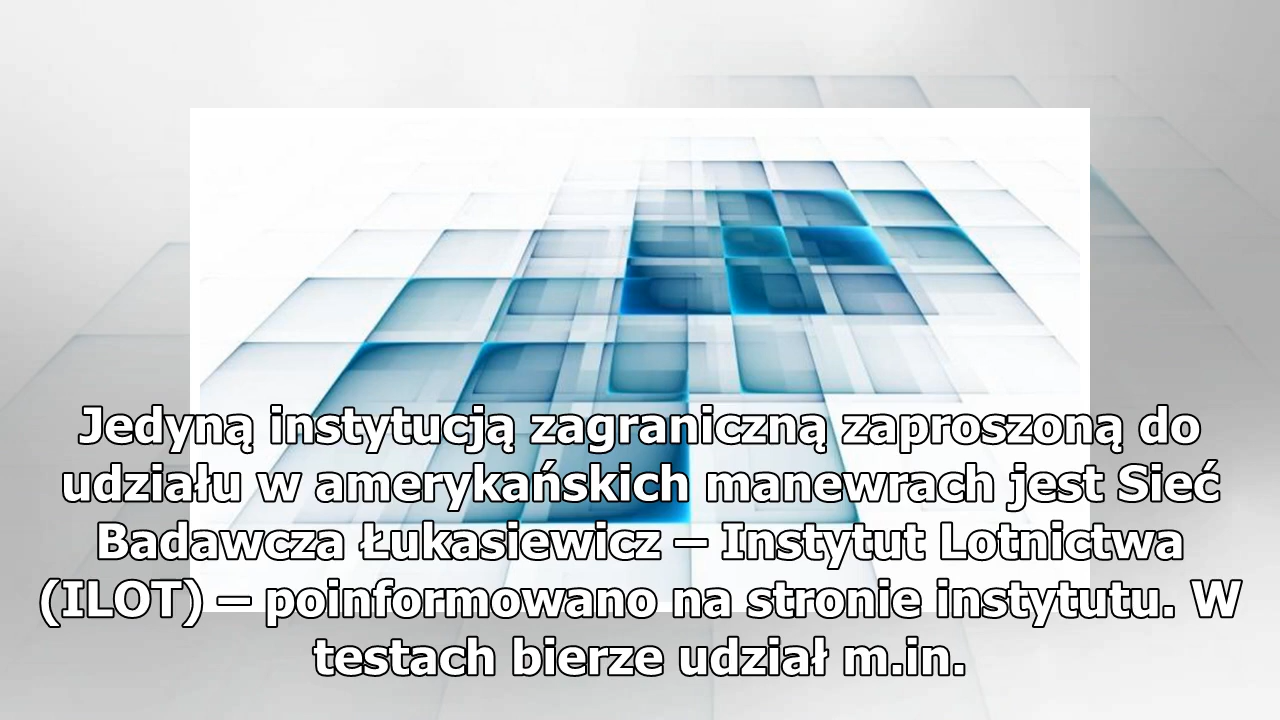 Jedyną instytucją zagraniczną zaproszoną do
udziału w amerykańskich manewrach jest Sieć
Badawcza Łukasiewicz – Instytut Lotnictwa
(ILOT) – poinformowano na stronie instytutu. W
testach bierze udział m.in.